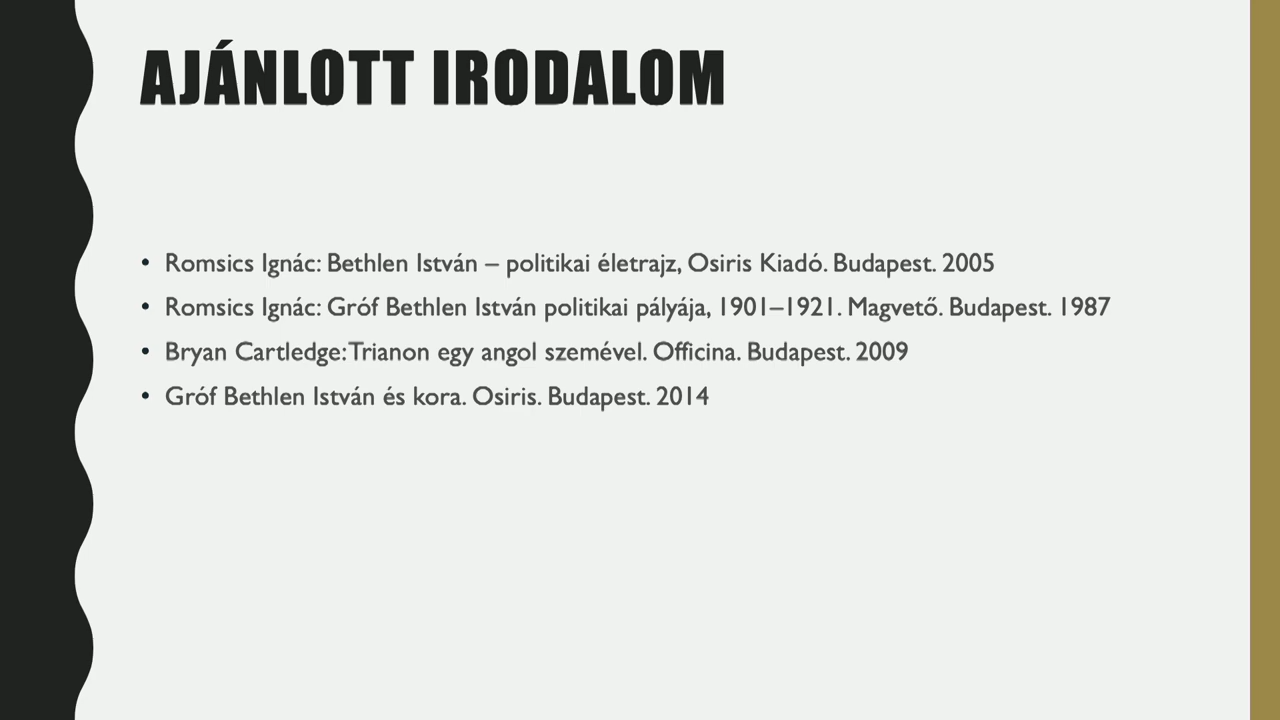 AJÁNLOTT IRODALOM
• Romsics Ignác: Bethlen István – politikai életrajz, Osiris Kiadó. Budapest. 2005
• Romsics Ignác: Gróf Bethlen István politikai pályája, 1901–1921. Magvető. Budapest. 1987
• Bryan Cartledge: Trianon egy angol szemével. Officina. Budapest. 2009
• Gróf Bethlen István és kora. Osiris. Budapest. 2014